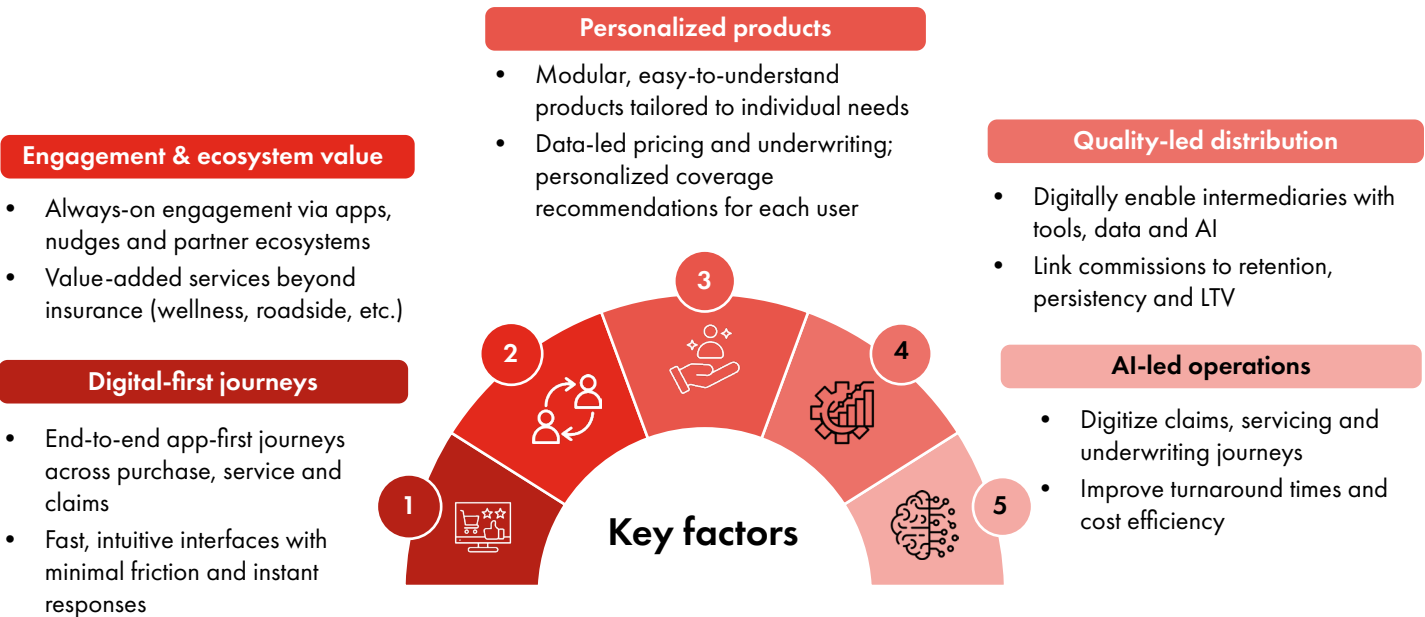 Personalized products
• Modular, easy-to-understand
products tailored to individual needs
• Data-led pricing and underwriting;
personalized coverage
recommendations for each user
Engagement & ecosystem value
• Always-on engagement via apps,
nudges and partner ecosystems
• Value-added services beyond
insurance (wellness, roadside, etc.)
Quality-led distribution
• Digitally enable intermediaries with
tools, data and AI
• Link commissions to retention,
persistency and LTV
Digital-first journeys
• End-to-end app-first journeys
across purchase, service and
claims
• Fast, intuitive interfaces with
minimal friction and instant
responses
AI-led operations
• Digitize claims, servicing and
underwriting journeys
• Improve turnaround times and
cost efficiency
1
2
3
4
5
Key factors